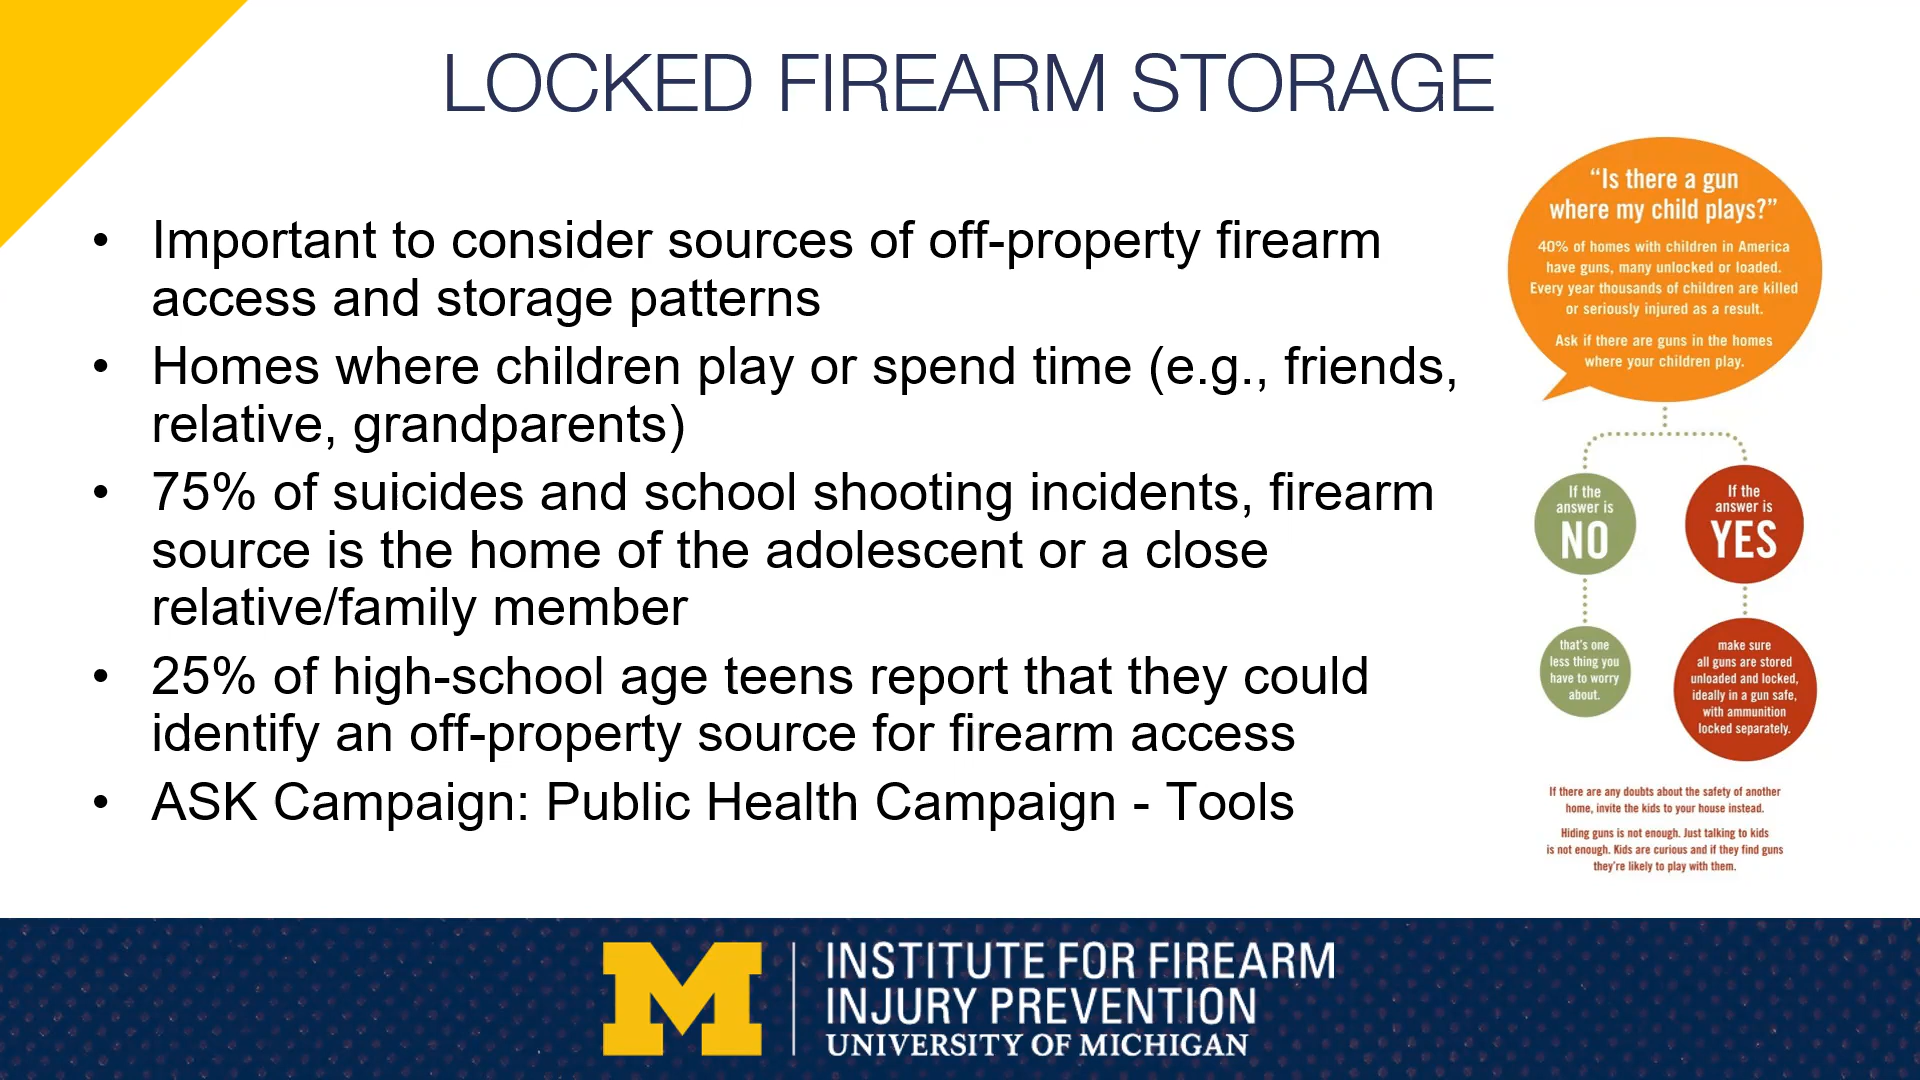 LOCKED FIREARM STORAGE
• Important to consider sources of off-property firearm
access and storage patterns
• Homes where children play or spend time (e.g., friends,
relative, grandparents)
• 75% of suicides and school shooting incidents, firearm
source is the home of the adolescent or a close
relative/family member
• 25% of high-school age teens report that they could
identify an off-property source for firearm access
• ASK Campaign: Public Health Campaign - Tools
“Is there a gun
where my child plays?”
40% of homes with children in America
have guns, many unlocked or loaded.
Every year thousands of children are killed
or seriously injured as a result.
Ask if there are guns in the homes
where your children play.
If the
answer is
NO
that's one
less thing you
have to worry
about.
If the
answer is
YES
make sure
all guns are stored
unloaded and locked,
ideally in a gun safe,
with ammunition
locked separately.
If there are any doubts about the safety of another
home, invite the kids to your house instead.
Hiding guns is not enough. Just talking to kids
is not enough. Kids are curious and if they find guns
they're likely to play with them.
M
INSTITUTE FOR FIREARM
INJURY PREVENTION
UNIVERSITY OF MICHIGAN